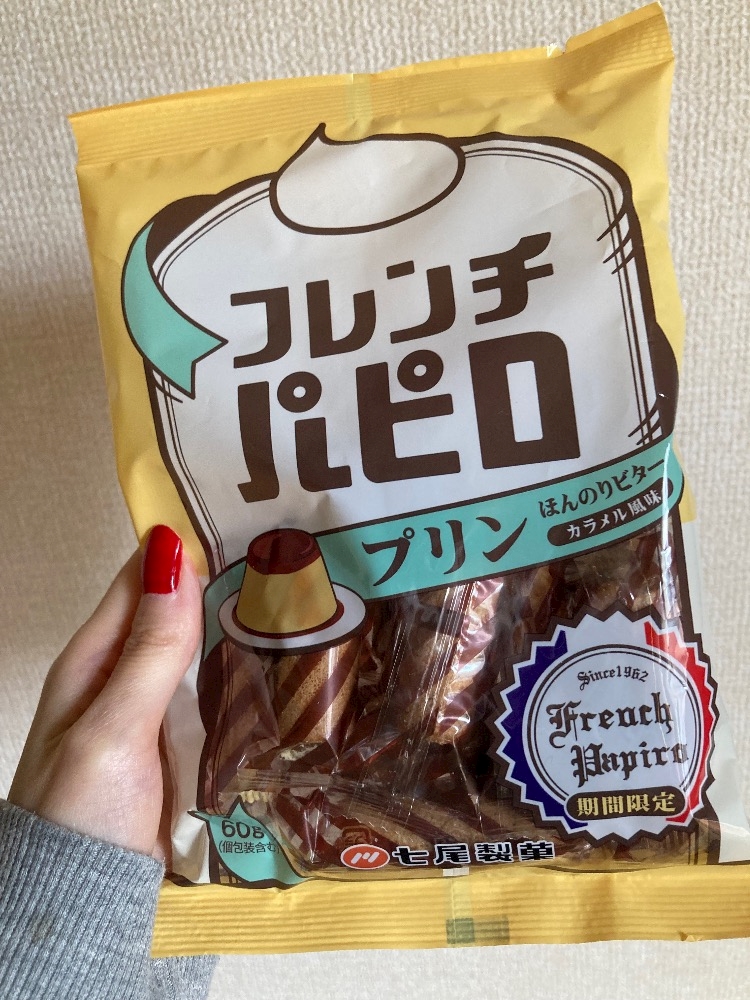 フレンチ
パピロ
プリン
ほんのりビター
カラメル風味
Since1962
French
Papiro
期間限定
60g
(個包装含む
七尾製菓